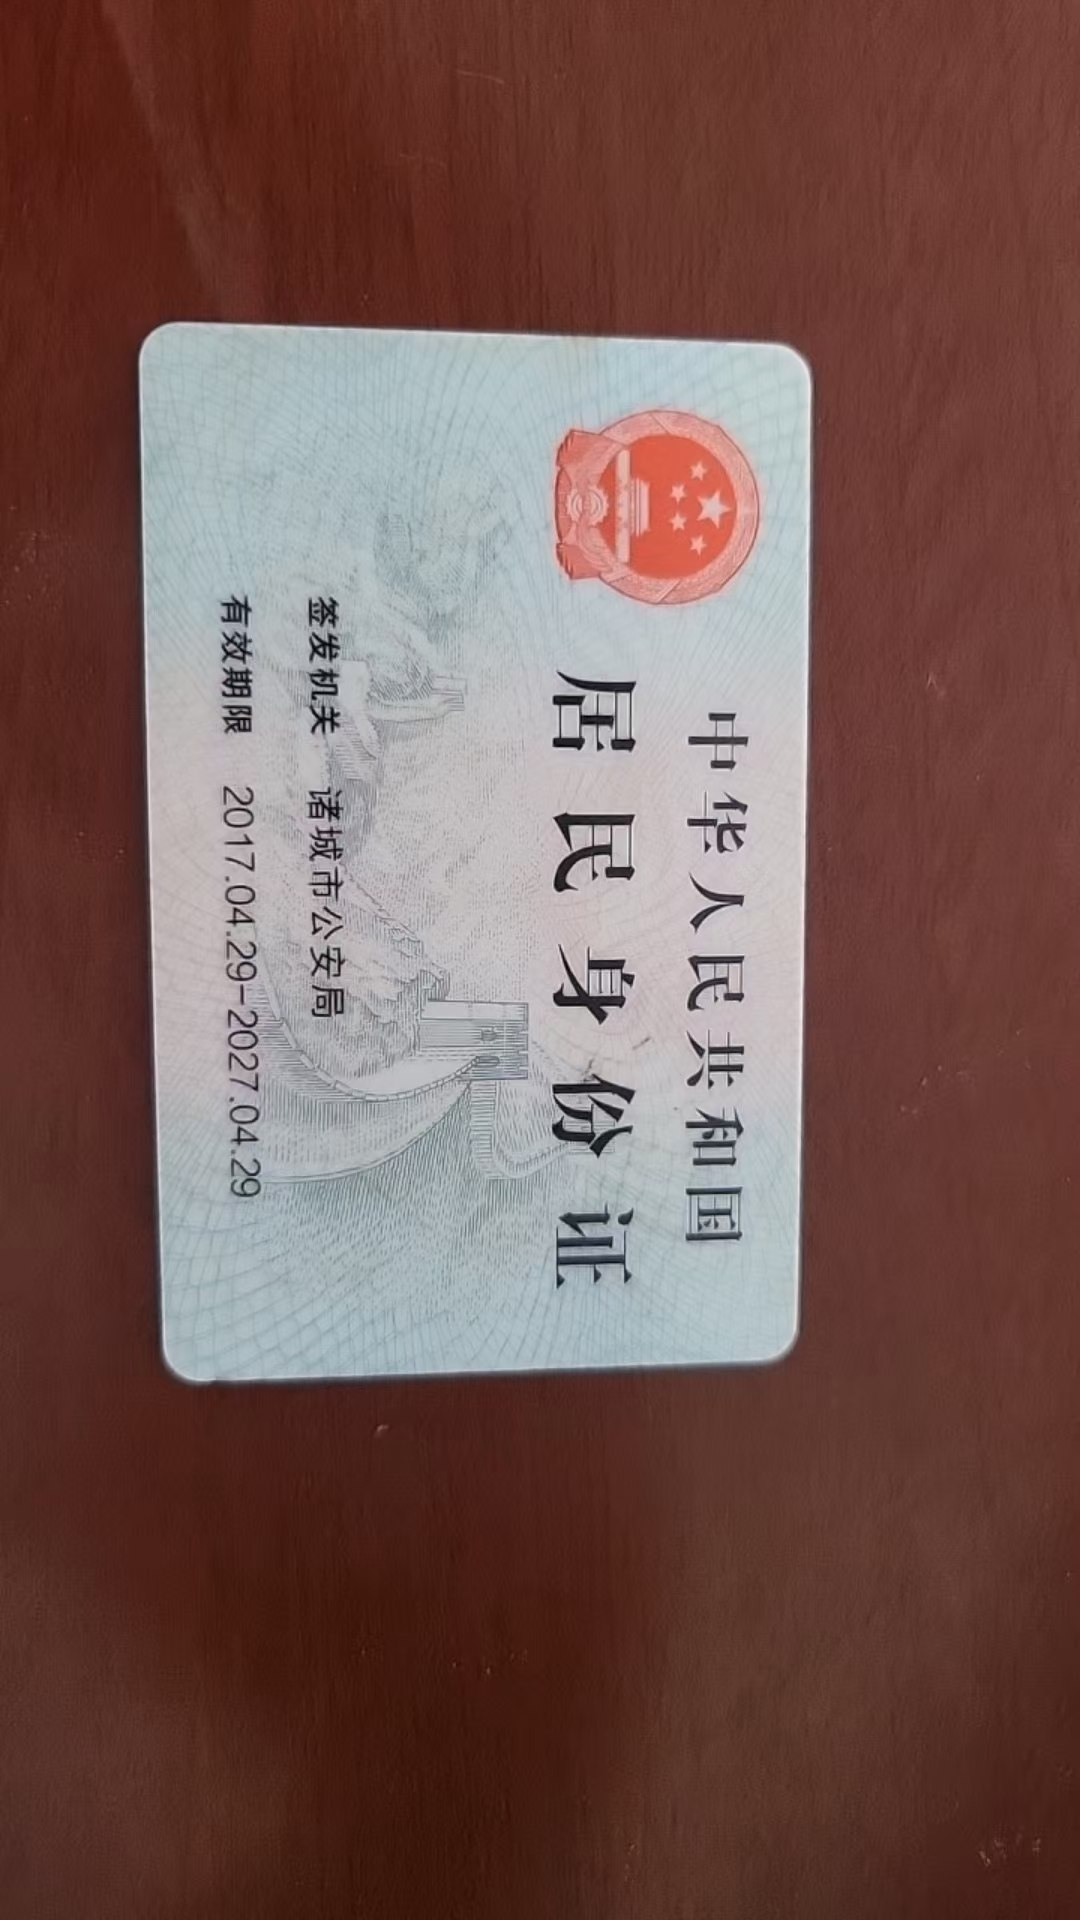 中华人民共和国
居民身份证
签发机关 诸城市公安局
有效期限 2017.04.29-2027.04.29